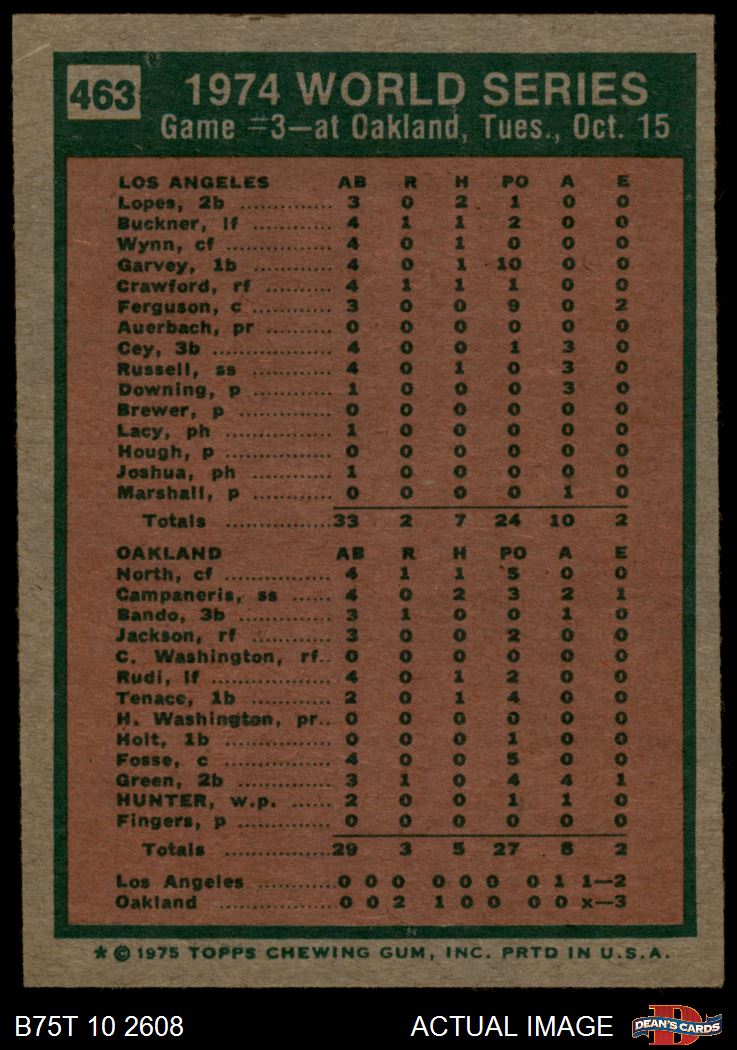 463
1974 WORLD SERIES
Game #3—at Oakland, Tues., Oct. 15
LOS ANGELES AB R H PO A E
Lopes, 2b .............. 3 0 2 1 0 0
Buckner, lf .............. 4 1 1 2 0 0
Wynn, cf .............. 4 0 1 0 0 0
Garvey, 1b ............ 4 0 1 10 0 0
Crawford, rf ........... 4 1 1 1 0 0
Ferguson, c ............ 3 0 0 9 0 2
Auerbach, pr .......... 0 0 0 0 0 0
Cey, 3b ................. 4 0 0 1 3 0
Russell, ss ............. 4 0 1 0 3 0
Downing, p ............ 1 0 0 0 3 0
Brewer, p .............. 0 0 0 0 0 0
Lacy, ph ................ 1 0 0 0 0 0
Hough, p ............... 0 0 0 0 0 0
Joshua, ph ............. 1 0 0 0 0 0
Marshall, p ............ 0 0 0 0 1 0
Totals ................ 33 2 7 24 10 2
OAKLAND AB R H PO A E
North, cf ................ 4 1 1 5 0 0
Campaneris, ss ...... 4 0 2 3 2 1
Bando, 3b .............. 3 1 0 0 1 0
Jackson, rf ............. 3 0 0 2 0 0
C. Washington, rf.. 0 0 0 0 0 0
Rudi, lf .................. 4 0 1 2 0 0
Tenace, 1b ............. 2 0 1 4 0 0
H. Washington, pr.. 0 0 0 0 0 0
Holt, 1b ................. 0 0 0 1 0 0
Fosse, c ................. 4 0 0 5 0 0
Green, 2b ............... 3 1 0 4 4 1
HUNTER, w.p. ...... 2 0 0 1 1 0
Fingers, p .............. 0 0 0 0 0 0
Totals ................ 29 3 5 27 8 2
Los Angeles ............ 0 0 0 0 0 0 0 1 1—2
Oakland ................. 0 0 2 1 0 0 0 0 x—3
* © 1975 TOPPS CHEWING GUM, INC. PRTD IN U.S.A.
B75T 10 2608 ACTUAL IMAGE
DEAN'S CARDS